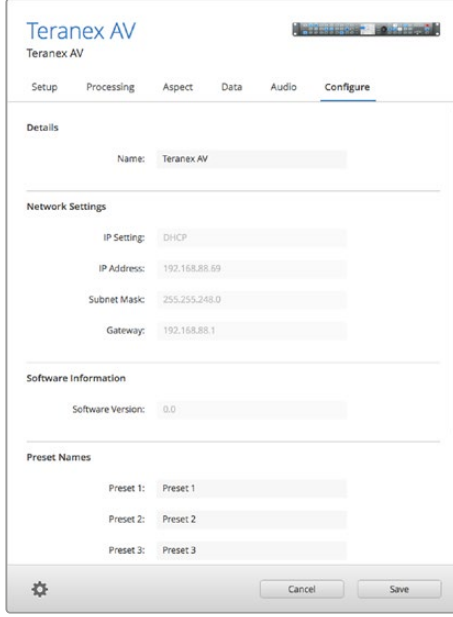 Teranex AV
Teranex AV
Setup Processing Aspect Data Audio Configure
Details
Name: Teranex AV
Network Settings
IP Setting: DHCP
IP Address: 192.168.88.69
Subnet Mask: 255.255.248.0
Gateway: 192.168.88.1
Software Information
Software Version: 0.0
Preset Names
Preset 1: Preset 1
Preset 2: Preset 2
Preset 3: Preset 3
Cancel Save